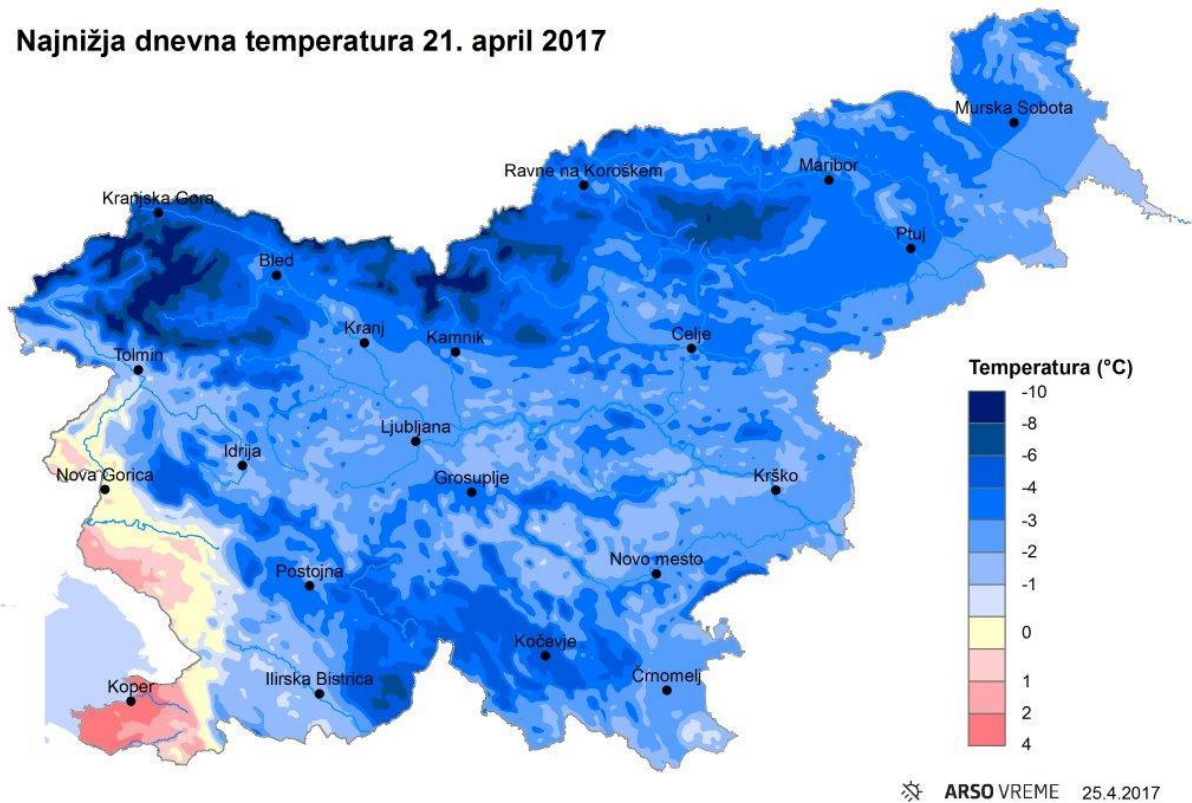 Najnižja dnevna temperatura 21. april 2017
Murska Sobota
Ravne na Koroškem
Maribor
Kranjska Gora
Ptuj
Bled
Kranj
Kamnik
Celje
Tolmin
Temperatura (°C)
-10
-8
-6
-4
-3
-2
-1
0
1
2
4
Ljubljana
Idrija
Nova Gorica
Grosuplje
Krško
Postojna
Novo mesto
Kočevje
Koper
Ilirska Bistrica
Črnomelj
ARSO VREME 25.4.2017